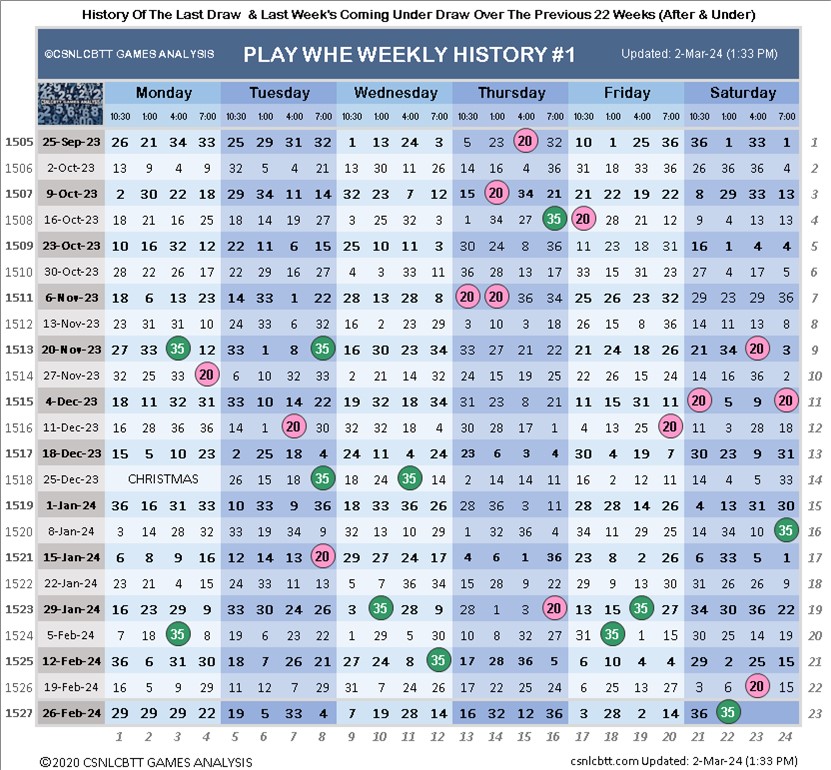 History Of The Last Draw & Last Week's Coming Under Draw Over The Previous 22 Weeks (After & Under)
©CSNLCBTT GAMES ANALYSIS PLAY WHE WEEKLY HISTORY #1 Updated: 2-Mar-24 (1:33 PM)
Monday Tuesday Wednesday Thursday Friday Saturday
10:30 1:00 4:00 7:00 10:30 1:00 4:00 7:00 10:30 1:00 4:00 7:00 10:30 1:00 4:00 7:00 10:30 1:00 4:00 7:00 10:30 1:00 4:00 7:00
1505 25-Sep-23 26 21 34 33 25 29 31 32 1 13 24 3 5 23 20 32 10 1 25 36 36 1 33 1 1
1506 2-Oct-23 13 9 4 9 32 5 4 21 13 30 11 26 14 16 4 36 31 18 33 36 26 36 36 4 2
1507 9-Oct-23 2 30 22 18 29 34 11 14 32 23 7 12 15 20 34 21 21 22 19 22 8 29 33 13 3
1508 16-Oct-23 18 21 16 25 18 14 11 27 3 25 32 3 1 34 27 35 20 28 21 12 9 4 13 13 4
1509 23-Oct-23 10 16 32 12 22 11 6 15 25 10 11 3 30 24 8 36 11 23 18 31 16 1 4 4 5
1510 30-Oct-23 28 22 26 17 22 29 16 27 4 3 33 11 36 28 13 17 33 15 31 23 27 4 17 5 6
1511 6-Nov-23 18 6 13 23 14 33 1 22 28 13 28 8 20 20 36 34 25 26 23 32 29 23 29 36 7
1512 13-Nov-23 23 31 31 10 24 33 6 32 16 2 23 29 3 10 3 18 26 15 8 36 14 11 13 8 8
1513 20-Nov-23 27 33 35 12 33 1 8 35 16 30 23 34 33 27 21 22 21 24 18 26 21 34 20 3 9
1514 27-Nov-23 32 25 33 20 6 10 32 33 2 21 14 32 24 15 19 25 22 26 15 24 14 16 36 2 10
1515 4-Dec-23 18 11 32 31 33 10 14 22 19 32 18 34 31 23 8 21 11 15 31 11 20 5 9 20 11
1516 11-Dec-23 16 28 36 36 14 1 20 30 32 32 18 4 30 28 17 1 4 13 25 20 11 3 28 18 12
1517 18-Dec-23 15 5 10 23 2 25 18 4 24 11 4 24 23 6 3 4 30 4 19 7 30 23 9 31 13
1518 25-Dec-23 CHRISTMAS 26 15 18 35 18 24 35 14 2 14 14 11 16 2 12 11 14 4 5 33 14
1519 1-Jan-24 36 16 31 33 10 33 9 36 18 33 36 26 28 36 3 11 28 28 14 26 4 13 31 30 15
1520 8-Jan-24 3 14 28 32 33 19 34 9 32 13 10 29 1 32 36 4 34 11 29 25 14 34 10 35 16
1521 15-Jan-24 6 8 9 16 12 14 13 20 29 27 24 17 4 6 1 36 23 8 2 26 6 33 5 1 17
1522 22-Jan-24 23 21 4 15 24 33 11 13 5 7 36 34 15 28 9 22 29 9 13 30 31 26 26 9 18
1523 29-Jan-24 16 23 29 9 33 30 24 26 3 35 28 9 28 1 3 20 13 15 35 27 34 30 36 22 19
1524 5-Feb-24 7 18 35 8 19 6 23 22 1 29 5 30 10 8 32 27 31 35 1 15 30 25 14 19 20
1525 12-Feb-24 36 6 31 30 18 7 26 21 27 24 8 35 17 28 36 5 6 10 4 4 29 2 25 15 21
1526 19-Feb-24 16 5 9 29 11 12 7 29 31 7 24 26 17 22 25 24 6 25 13 27 3 6 20 15 22
1527 26-Feb-24 29 29 29 22 19 5 33 4 7 19 28 14 16 32 12 36 3 28 2 14 36 35 23
1 2 3 4 5 6 7 8 9 10 11 12 13 14 15 16 17 18 19 20 21 22 23 24
©2020 CSNLCBTT GAMES ANALYSIS csnlcbtt.com Updated: 2-Mar-24 (1:33 PM)